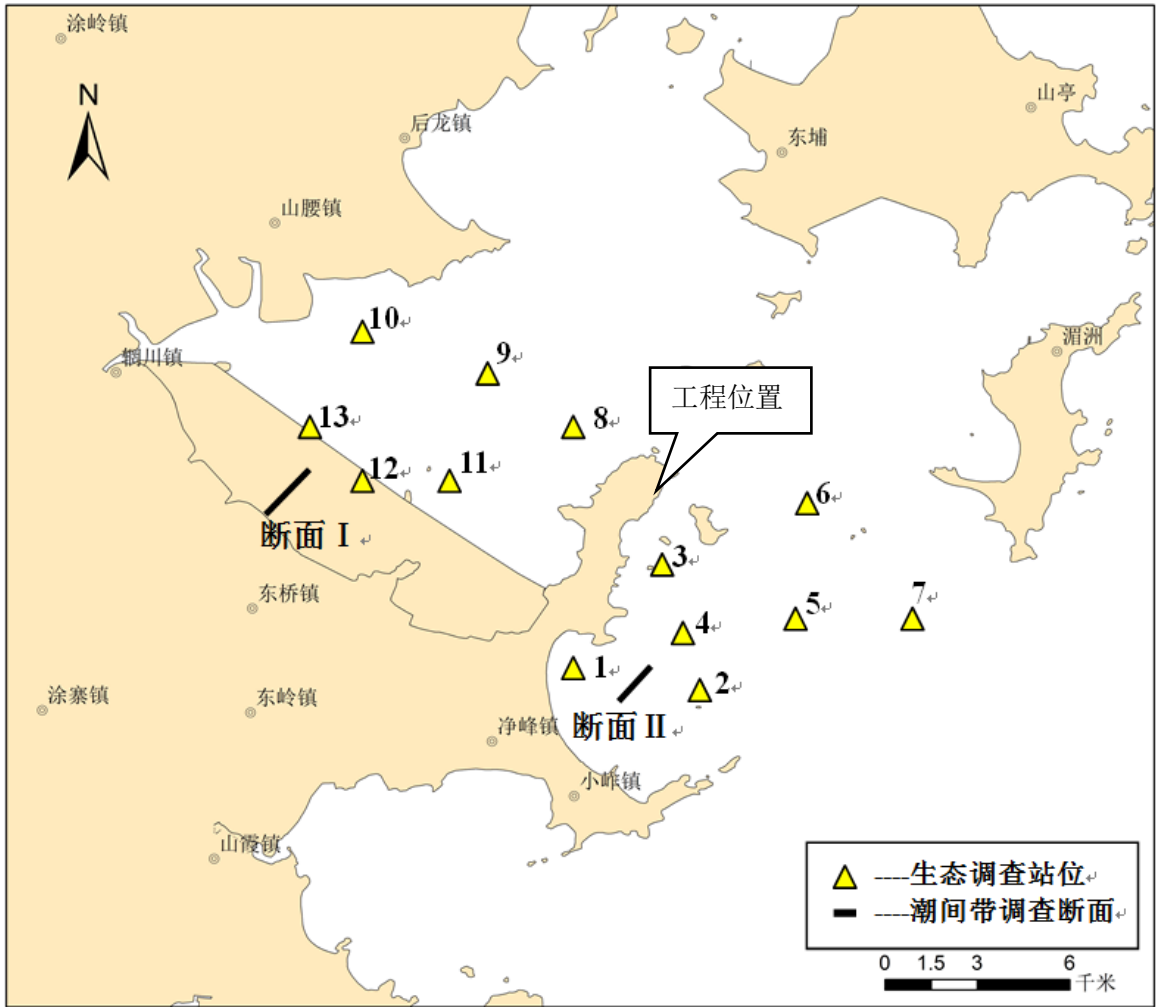 涂岭镇
N
山亭
后龙镇
东埔
山腰镇
10
湄洲
9
辋川镇
工程位置
13
8
12
11
6
断面Ⅰ
3
东桥镇
7
5
4
1
2
涂寨镇
东岭镇
净峰镇
断面Ⅱ
小岞镇
山霞镇
----生态调查站位
----潮间带调查断面
0 1.5 3 6
千米